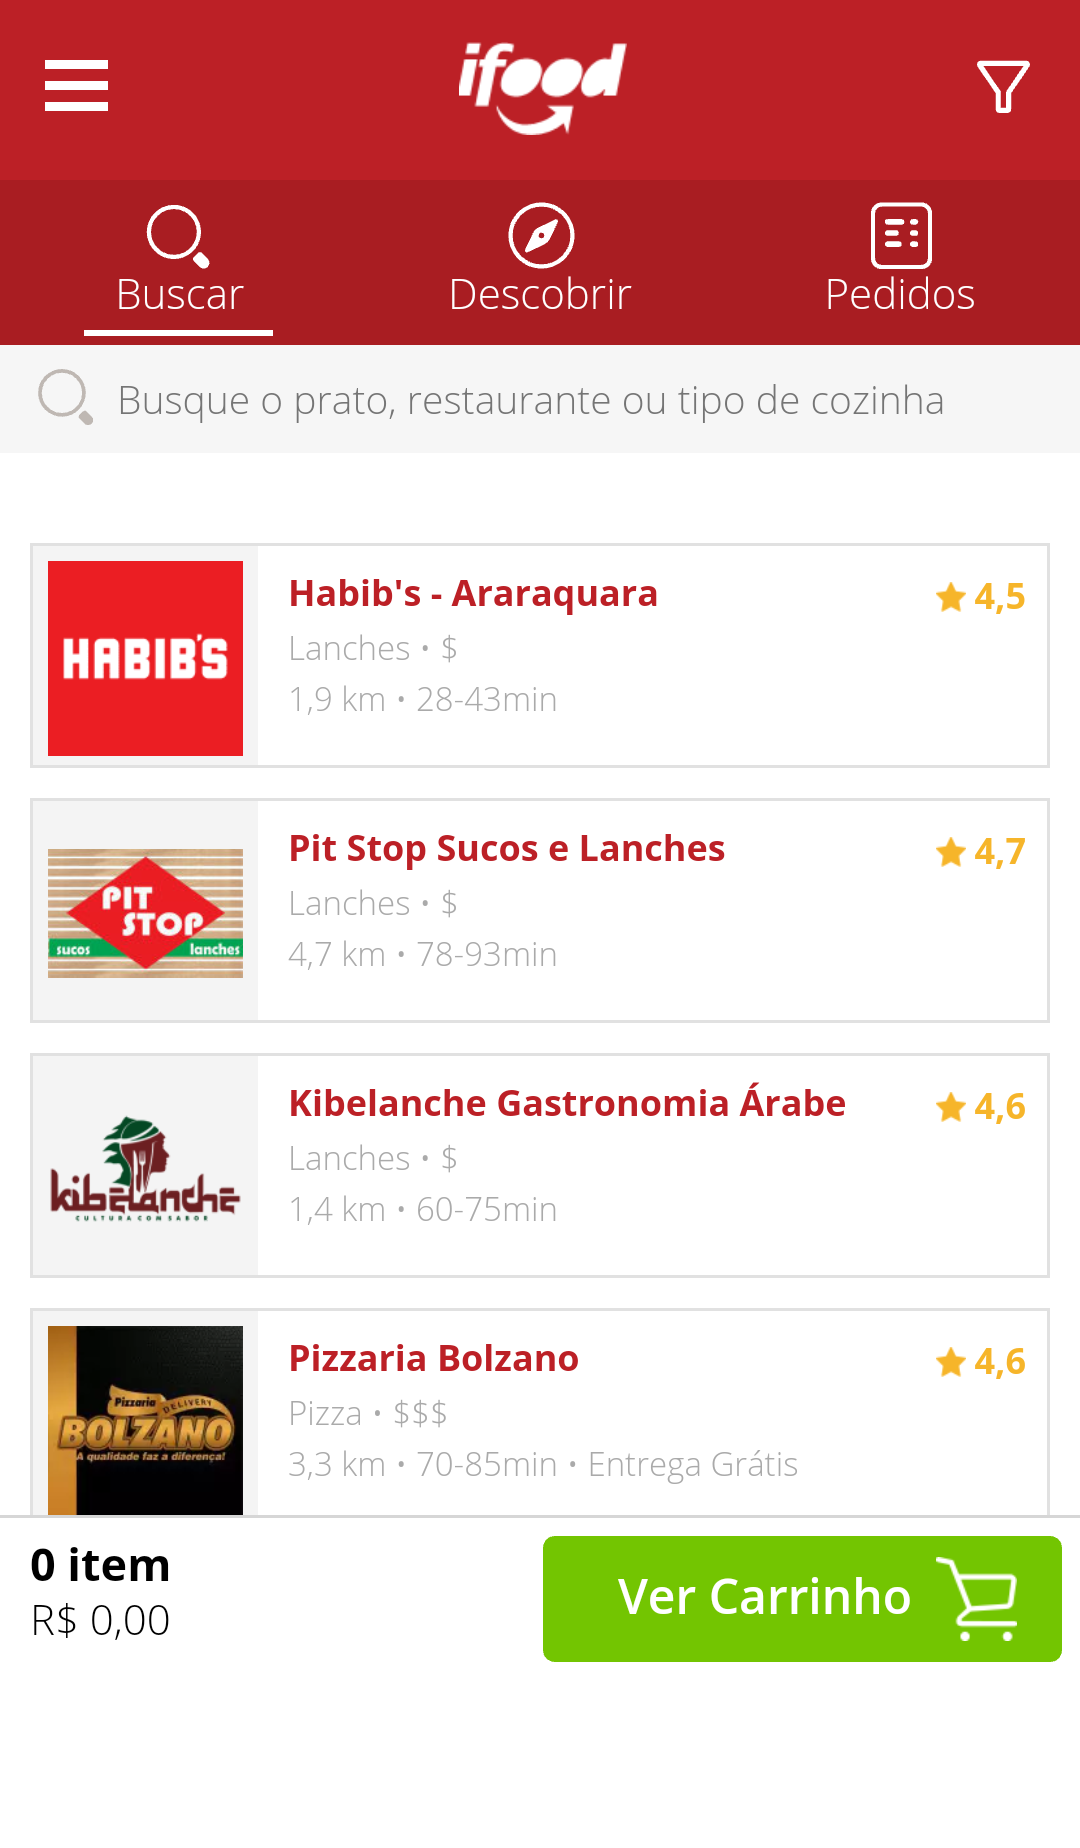 ifood
Buscar
Descobrir
Pedidos
Busque o prato, restaurante ou tipo de cozinha
HABIB'S
Habib's - Araraquara
4,5
Lanches • $
1,9 km • 28-43min
PIT
STOP
sucos lanches
Pit Stop Sucos e Lanches
4,7
Lanches • $
4,7 km • 78-93min
kibelanche
CULTURA COM SABOR
Kibelanche Gastronomia Árabe
4,6
Lanches • $
1,4 km • 60-75min
Pizzaria DELIVERY
BOLZANO
A qualidade faz a diferença!
Pizzaria Bolzano
4,6
Pizza • $$$
3,3 km • 70-85min • Entrega Grátis
0 item
R$ 0,00
Ver Carrinho